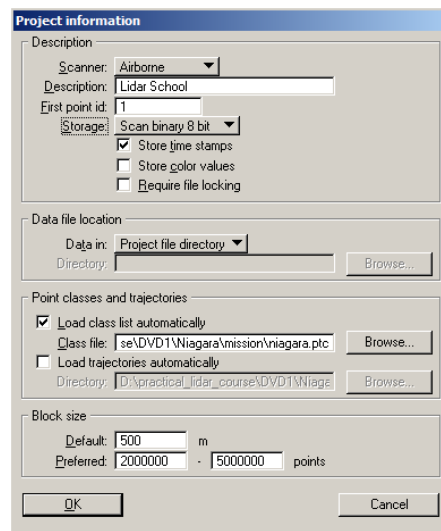 Project information
Description
Scanner: Airborne
Description: Lidar School
First point id: 1
Storage: Scan binary 8 bit
Store time stamps
Store color values
Require file locking
Data file location
Data in: Project file directory
Directory: Browse...
Point classes and trajectories
Load class list automatically
Class file: se\DVD1\Niagara\mission\niagara.ptc Browse...
Load trajectories automatically
Directory: D:\practical_lidar_course\DVD1\Niaga Browse...
Block size
Default: 500 m
Preferred: 2000000 - 5000000 points
OK Cancel